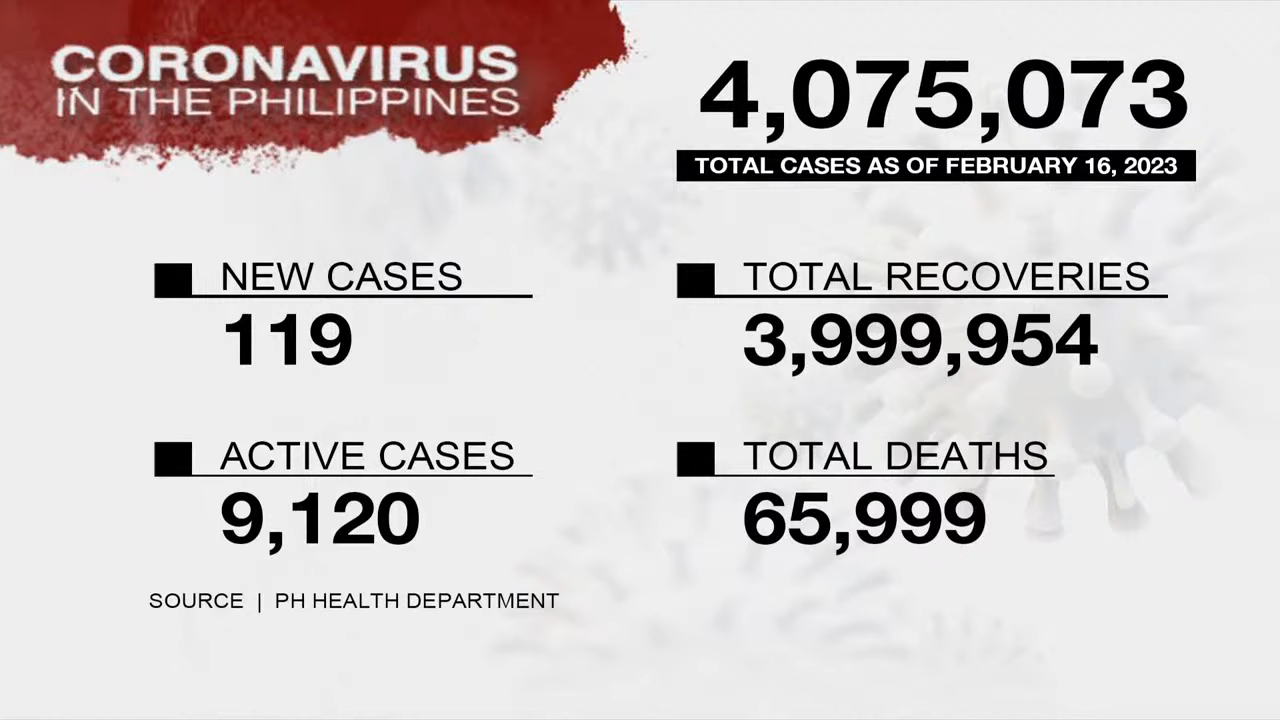 CORONAVIRUS
IN THE PHILIPPINES
4,075,073
TOTAL CASES AS OF FEBRUARY 16, 2023
NEW CASES
119
TOTAL RECOVERIES
3,999,954
ACTIVE CASES
9,120
TOTAL DEATHS
65,999
SOURCE | PH HEALTH DEPARTMENT